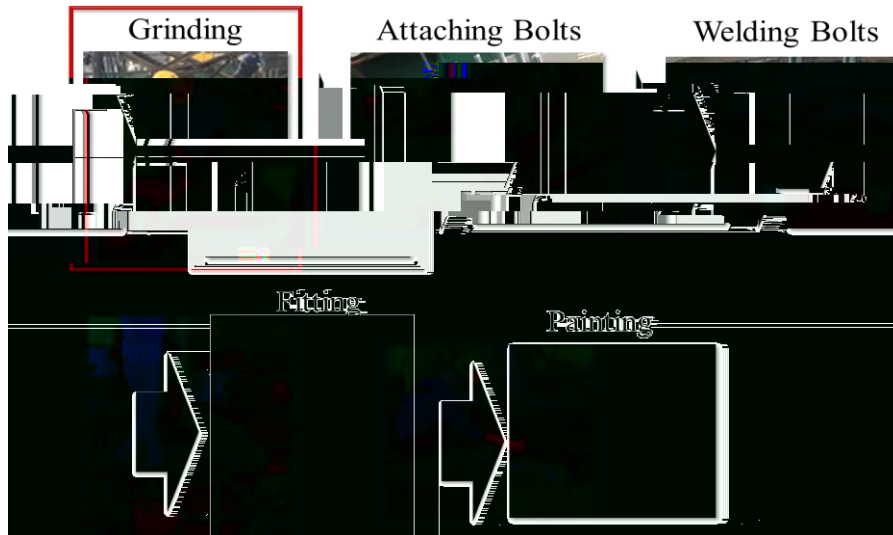 Grinding
Attaching Bolts
Welding Bolts
Fitting
Painting